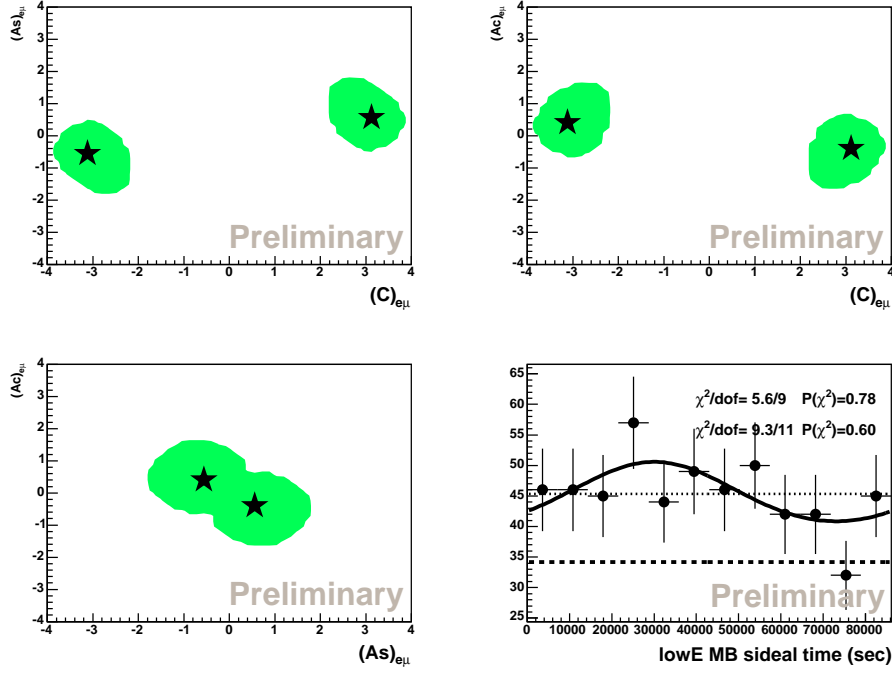 (As)eμ
4
3
2
1
0
-1
-2
-3
-4
-4 -3 -2 -1 0 1 2 3 4
Preliminary
(C)eμ
(Ac)eμ
4
3
2
1
0
-1
-2
-3
-4
-4 -3 -2 -1 0 1 2 3 4
Preliminary
(C)eμ
(Ac)eμ
4
3
2
1
0
-1
-2
-3
-4
-4 -3 -2 -1 0 1 2 3 4
Preliminary
(As)eμ
65
60
55
50
45
40
35
30
25
χ²/dof= 5.6/9 P(χ²)=0.78
χ²/dof= 9.3/11 P(χ²)=0.60
Preliminary
0 10000 20000 30000 40000 50000 60000 70000 80000
lowE MB sideal time (sec)